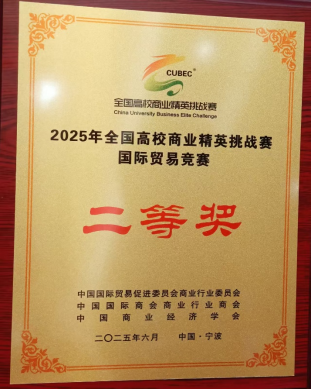 CUBEC
全国高校商业精英挑战赛
China University Business Elite Challenge
2025年全国高校商业精英挑战赛
国际贸易竞赛
二等奖
中国国际贸易促进委员会商业行业委员会
中国国际商会商业行业商会
中国商业经济学会
二〇二五年六月 中国·宁波